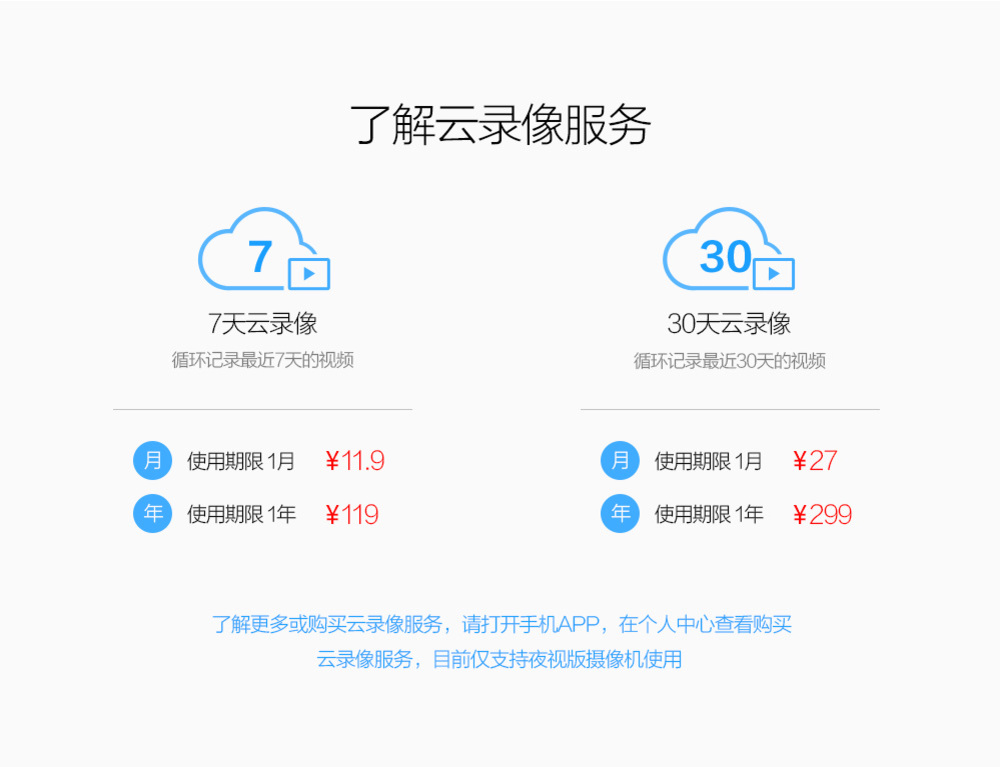 了解云录像服务
7
30
7天云录像
30天云录像
循环记录最近7天的视频
循环记录最近30天的视频
月 使用期限 1月 ¥11.9
月 使用期限 1月 ¥27
年 使用期限 1年 ¥119
年 使用期限 1年 ¥299
了解更多或购买云录像服务，请打开手机APP，在个人中心查看购买
云录像服务，目前仅支持夜视版摄像机使用